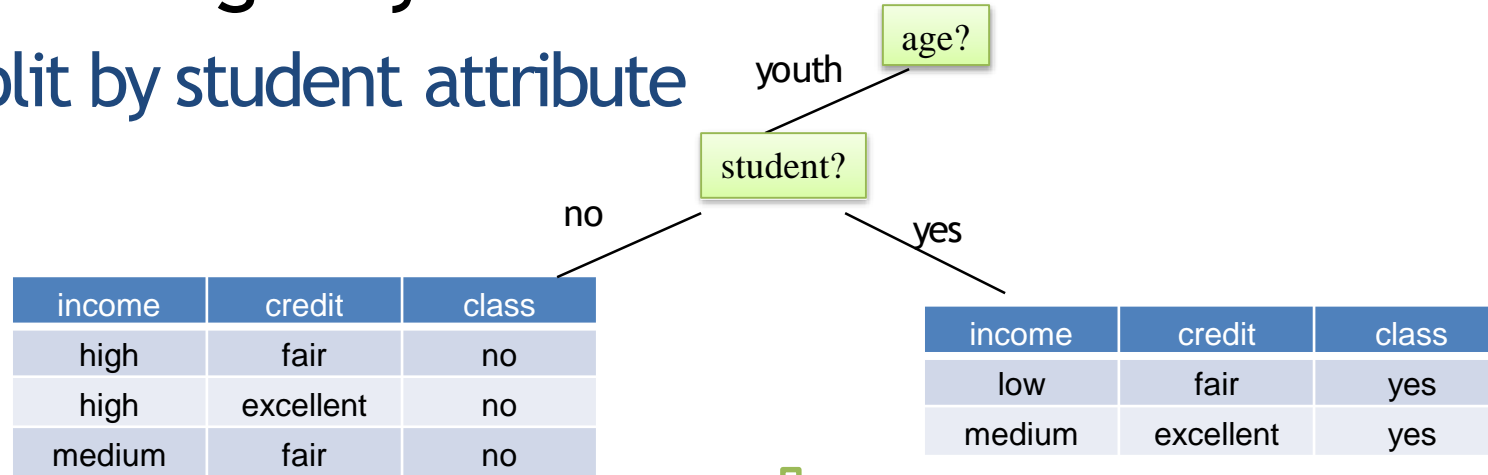 split by student attribute
age?
youth
student?
no
yes
income credit class
high fair no
high excellent no
medium fair no
income credit class
low fair yes
medium excellent yes